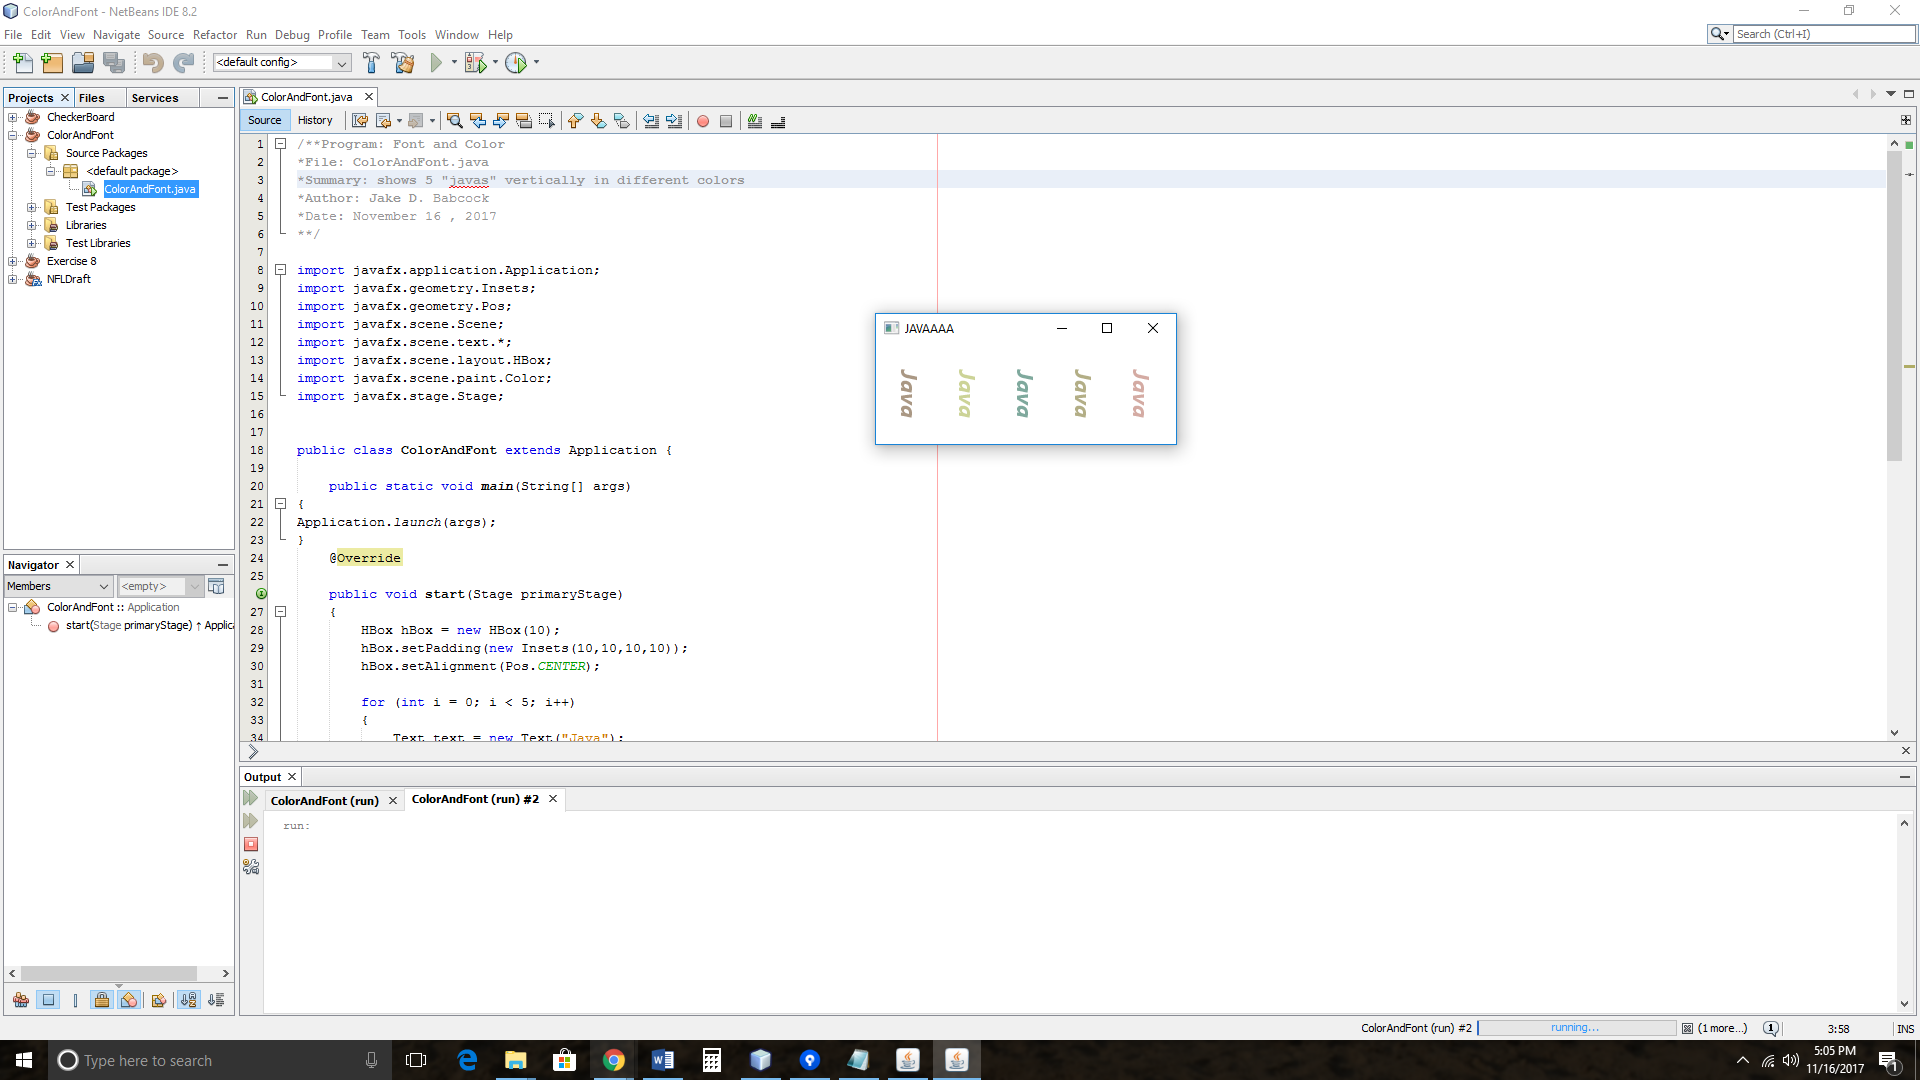 ColorAndFont - NetBeans IDE 8.2
File Edit View Navigate Source Refactor Run Debug Profile Team Tools Window Help
Search (Ctrl+I)
<default config>
Projects Files Services
CheckerBoard
ColorAndFont
Source Packages
<default package>
ColorAndFont.java
Test Packages
Libraries
Test Libraries
Exercise 8
NFLDraft
Navigator
Members <empty>
ColorAndFont :: Application
start(Stage primaryStage) ↑ Applic
ColorAndFont.java
Source History
1 /**Program: Font and Color
2 *File: ColorAndFont.java
3 *Summary: shows 5 "javas" vertically in different colors
4 *Author: Jake D. Babcock
5 *Date: November 16 , 2017
6 **/
7
8 import javafx.application.Application;
9 import javafx.geometry.Insets;
10 import javafx.geometry.Pos;
11 import javafx.scene.Scene;
12 import javafx.scene.text.*;
13 import javafx.scene.layout.HBox;
14 import javafx.scene.paint.Color;
15 import javafx.stage.Stage;
16
17
18 public class ColorAndFont extends Application {
19
20 public static void main(String[] args)
21 {
22 Application.launch(args);
23 }
24 @Override
25
public void start(Stage primaryStage)
27 {
28 HBox hBox = new HBox(10);
29 hBox.setPadding(new Insets(10,10,10,10));
30 hBox.setAlignment(Pos.CENTER);
31
32 for (int i = 0; i < 5; i++)
33 {
34 Text text = new Text("Java");
JAVAAAA
Java Java Java Java Java
Output
ColorAndFont (run) ColorAndFont (run) #2
run:
ColorAndFont (run) #2 running... (1 more...) 1 3:58 INS
Type here to search
5:05 PM
11/16/2017
1